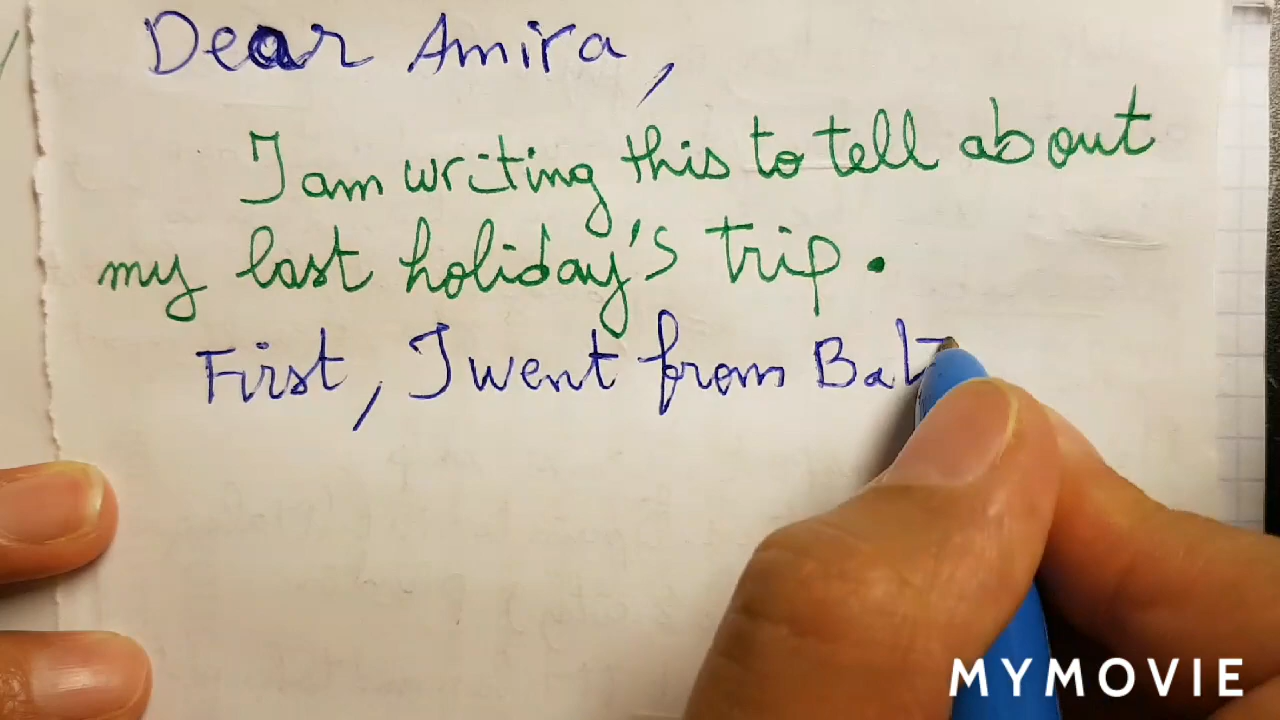 Dear Amira,
I am writing this to tell about
my last holiday's trip.
First, I went from
MYMOVIE